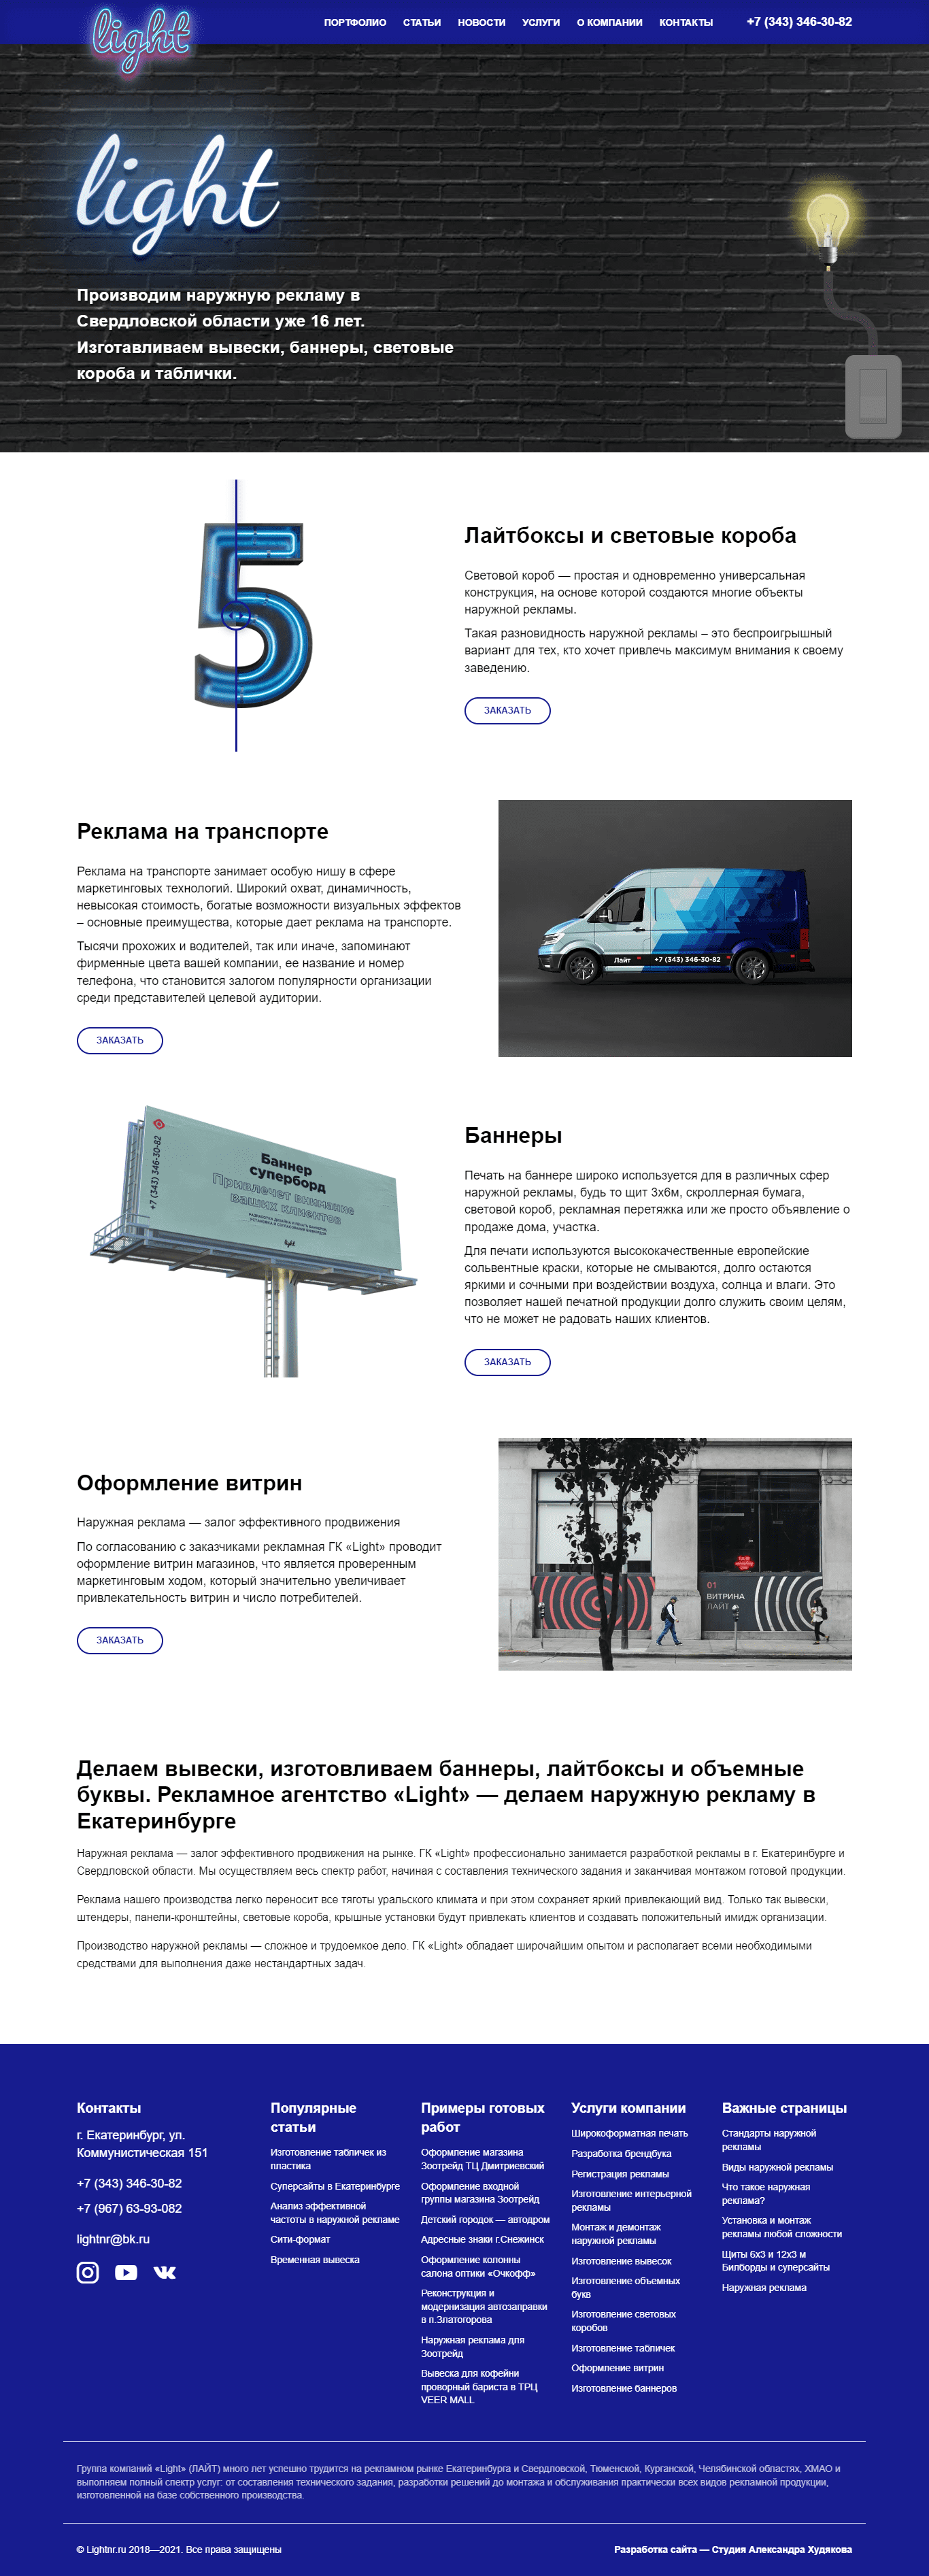 light
ПОРТФОЛИО СТАТЬИ НОВОСТИ УСЛУГИ О КОМПАНИИ КОНТАКТЫ +7 (343) 346-30-82
light
Производим наружную рекламу в
Свердловской области уже 16 лет.
Изготавливаем вывески, баннеры, световые
короба и таблички.
5
Лайтбоксы и световые короба
Световой короб — простая и одновременно универсальная
конструкция, на основе которой создаются многие объекты
наружной рекламы.
Такая разновидность наружной рекламы – это беспроигрышный
вариант для тех, кто хочет привлечь максимум внимания к своему
заведению.
ЗАКАЗАТЬ
Реклама на транспорте
Реклама на транспорте занимает особую нишу в сфере
маркетинговых технологий. Широкий охват, динамичность,
невысокая стоимость, богатые возможности визуальных эффектов
– основные преимущества, которые дает реклама на транспорте.
Тысячи прохожих и водителей, так или иначе, запоминают
фирменные цвета вашей компании, ее название и номер
телефона, что становится залогом популярности организации
среди представителей целевой аудитории.
ЗАКАЗАТЬ
Лайт +7 (343) 346-30-82
+7 (343) 346-30-82
Баннер
суперборд
Привлечет внимание
ваших клиентов
light
Баннеры
Печать на баннере широко используется для в различных сфер
наружной рекламы, будь то щит 3х6м, скроллерная бумага,
световой короб, рекламная перетяжка или же просто объявление о
продаже дома, участка.
Для печати используются высококачественные европейские
сольвентные краски, которые не смываются, долго остаются
яркими и сочными при воздействии воздуха, солнца и влаги. Это
позволяет нашей печатной продукции долго служить своим целям,
что не может не радовать наших клиентов.
ЗАКАЗАТЬ
Оформление витрин
Наружная реклама — залог эффективного продвижения
По согласованию с заказчиками рекламная ГК «Light» проводит
оформление витрин магазинов, что является проверенным
маркетинговым ходом, который значительно увеличивает
привлекательность витрин и число потребителей.
ЗАКАЗАТЬ
01
ВИТРИНА
ЛАЙТ
Делаем вывески, изготовливаем баннеры, лайтбоксы и объемные
буквы. Рекламное агентство «Light» — делаем наружную рекламу в
Екатеринбурге
Наружная реклама — залог эффективного продвижения на рынке. ГК «Light» профессионально занимается разработкой рекламы в г. Екатеринбурге и
Свердловской области. Мы осуществляем весь спектр работ, начиная с составления технического задания и заканчивая монтажом готовой продукции.
Реклама нашего производства легко переносит все тяготы уральского климата и при этом сохраняет яркий привлекающий вид. Только так вывески,
штендеры, панели-кронштейны, световые короба, крышные установки будут привлекать клиентов и создавать положительный имидж организации.
Производство наружной рекламы — сложное и трудоемкое дело. ГК «Light» обладает широчайшим опытом и располагает всеми необходимыми
средствами для выполнения даже нестандартных задач.
Контакты
г. Екатеринбург, ул.
Коммунистическая 151
+7 (343) 346-30-82
+7 (967) 63-93-082
lightnr@bk.ru
Популярные
статьи
Изготовление табличек из
пластика
Суперсайты в Екатеринбурге
Анализ эффективной
частоты в наружной рекламе
Сити-формат
Временная вывеска
Примеры готовых
работ
Оформление магазина
Зоотрейд ТЦ Дмитриевский
Оформление входной
группы магазина Зоотрейд
Детский городок — автодром
Адресные знаки г.Снежинск
Оформление колонны
салона оптики «Очкофф»
Реконструкция и
модернизация автозаправки
в п.Златогорова
Наружная реклама для
Зоотрейд
Вывеска для кофейни
проворный бариста в ТРЦ
VEER MALL
Услуги компании
Широкоформатная печать
Разработка брендбука
Регистрация рекламы
Изготовление интерьерной
рекламы
Монтаж и демонтаж
наружной рекламы
Изготовление вывесок
Изготовление объемных
букв
Изготовление световых
коробов
Изготовление табличек
Оформление витрин
Изготовление баннеров
Важные страницы
Стандарты наружной
рекламы
Виды наружной рекламы
Что такое наружная
реклама?
Установка и монтаж
рекламы любой сложности
Щиты 6х3 и 12х3 м
Билборды и суперсайты
Наружная реклама
Группа компаний «Light» (ЛАЙТ) много лет успешно трудится на рекламном рынке Екатеринбурга и Свердловской, Тюменской, Курганской, Челябинской областях, ХМАО и
выполняем полный спектр услуг: от составления технического задания, разработки решений до монтажа и обслуживания практически всех видов рекламной продукции,
изготовленной на базе собственного производства.
© Lightnr.ru 2018—2021. Все права защищены
Разработка сайта — Студия Александра Худякова